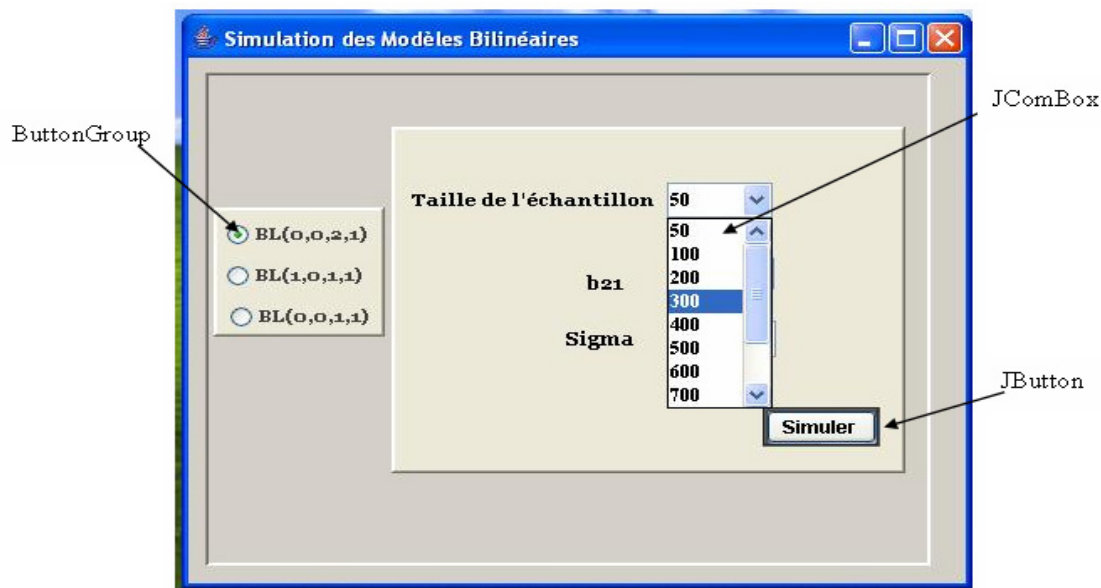 Simulation des Modèles Bilinéaires
JComBox
ButtonGroup
Taille de l'échantillon 50
50
BL(0,0,2,1)
100
BL(1,0,1,1)
b21
200
300
BL(0,0,1,1)
400
Sigma
500
600
700
JButton
Simuler